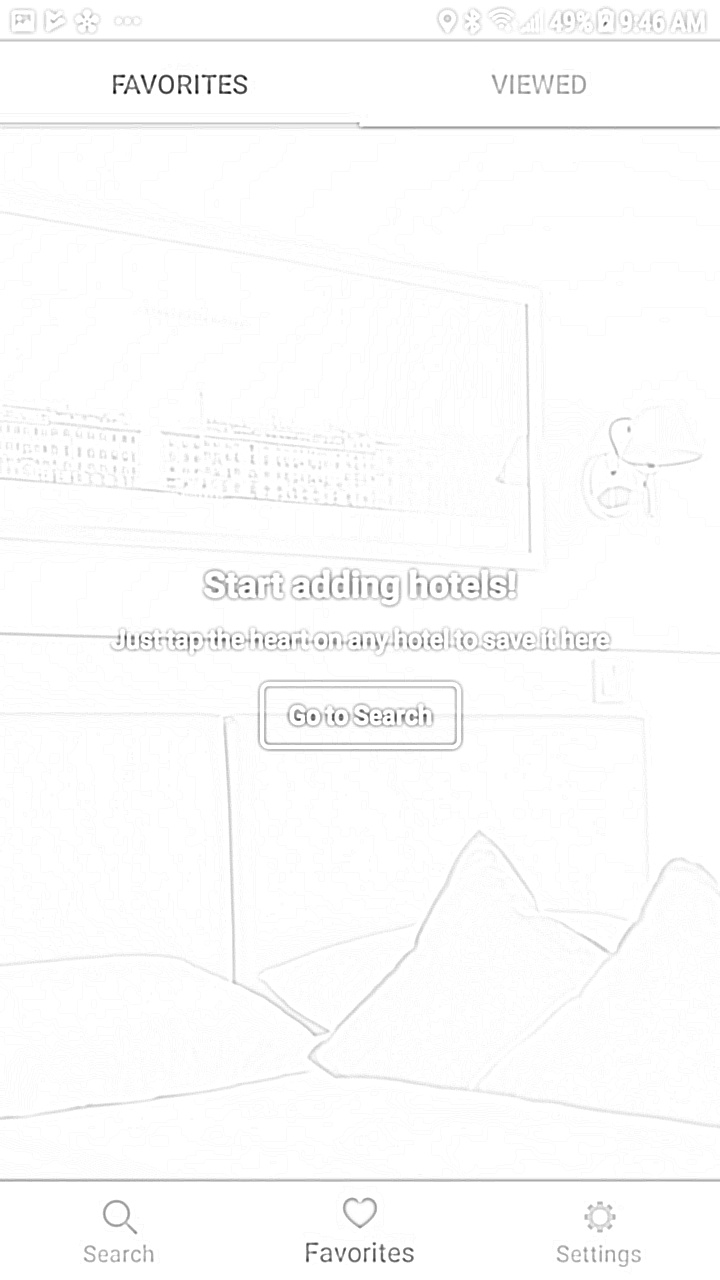 49% 9:46 AM
FAVORITES VIEWED
Start adding hotels!
Just tap the heart on any hotel to save it here
Go to Search
Search Favorites Settings